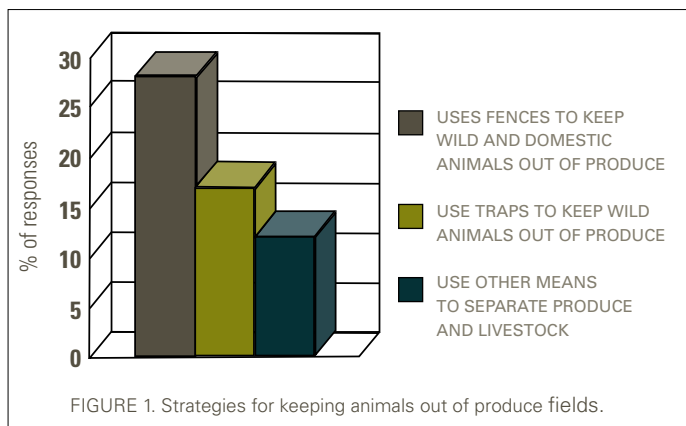 30
25
20
15
10
5
0
% of responses
USES FENCES TO KEEP
WILD AND DOMESTIC
ANIMALS OUT OF PRODUCE
USE TRAPS TO KEEP WILD
ANIMALS OUT OF PRODUCE
USE OTHER MEANS
TO SEPARATE PRODUCE
AND LIVESTOCK
FIGURE 1. Strategies for keeping animals out of produce fields.